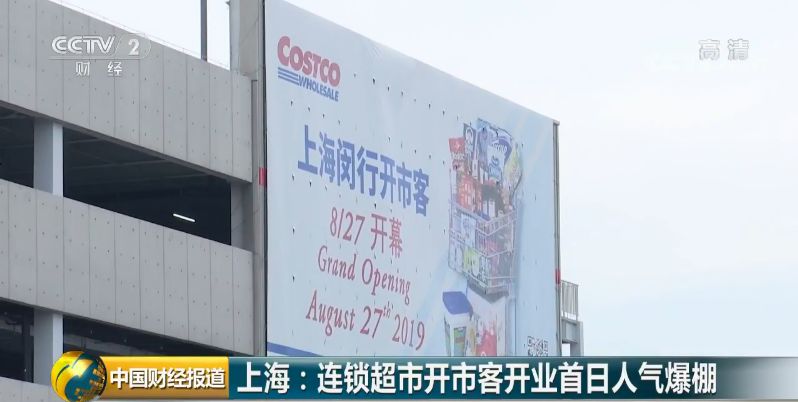 CCTV 2
财经
高清
COSTCO
WHOLESALE
上海闵行开市客
8/27 开幕
Grand Opening
August 27th 2019
中国财经报道
上海：连锁超市开市客开业首日人气爆棚